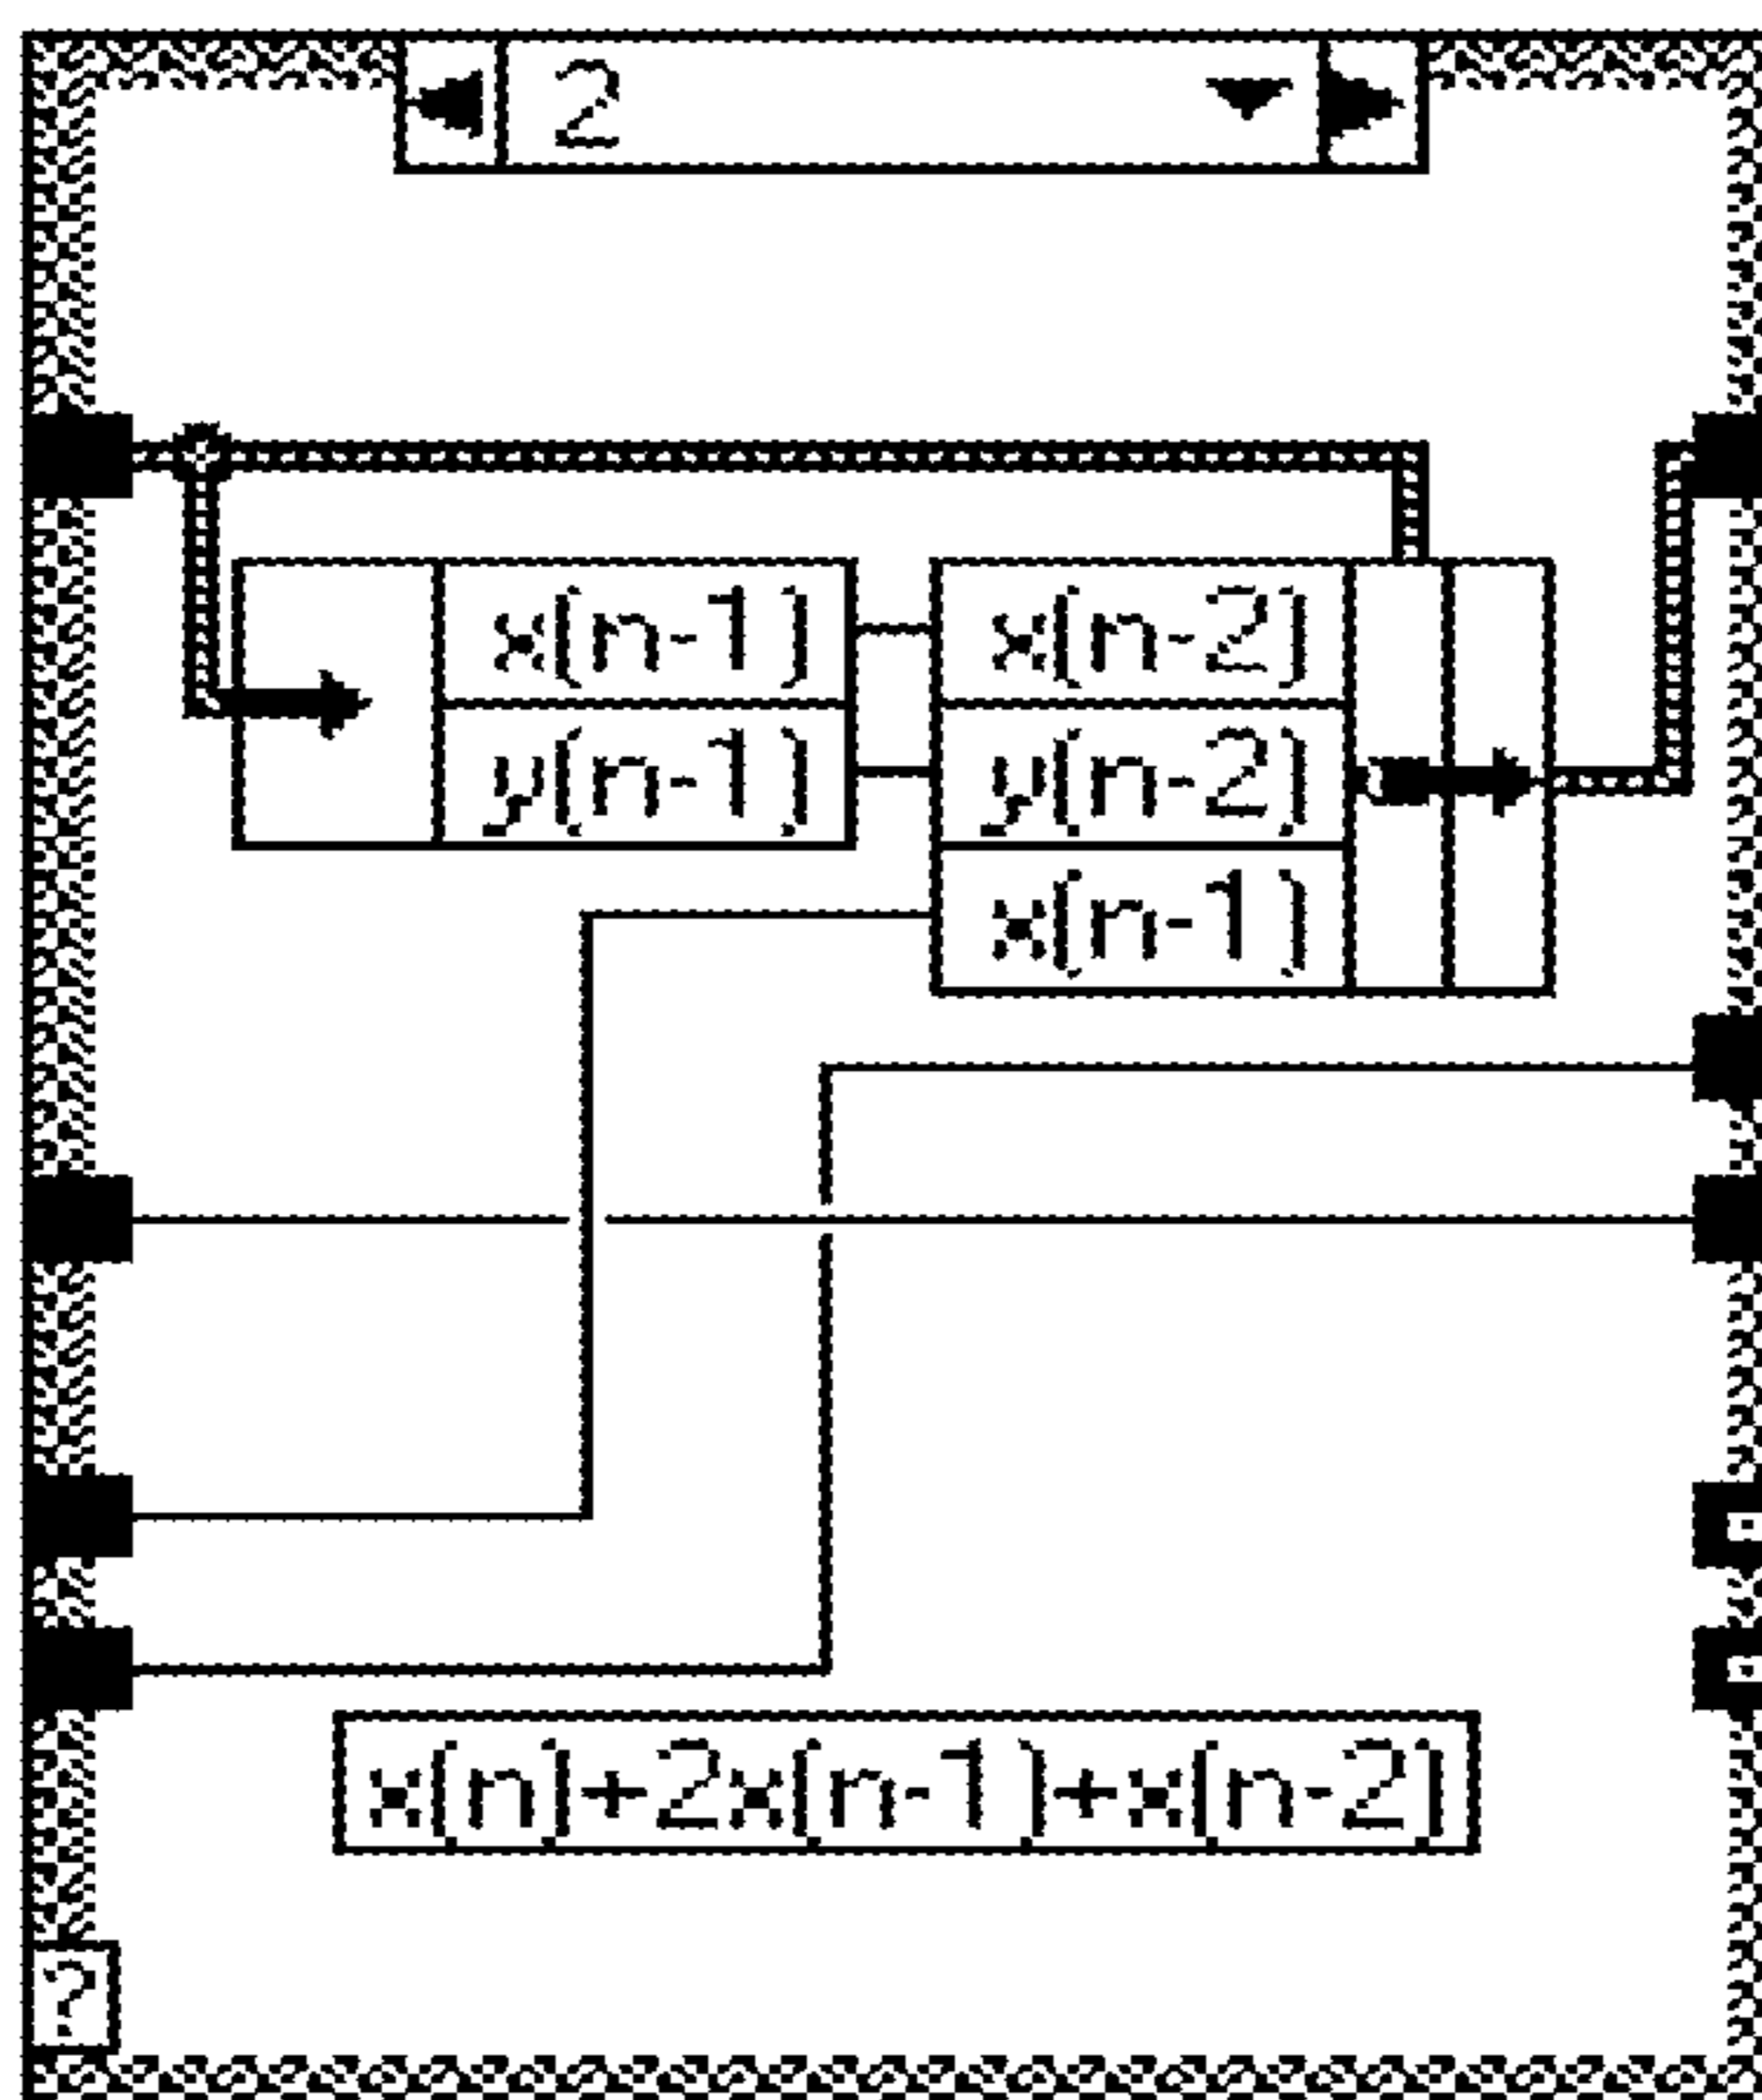 2
x(n-1) x(n-2)
y(n-1) y(n-2)
x(n-1)
x(n)+2x(n-1)+x(n-2)
?